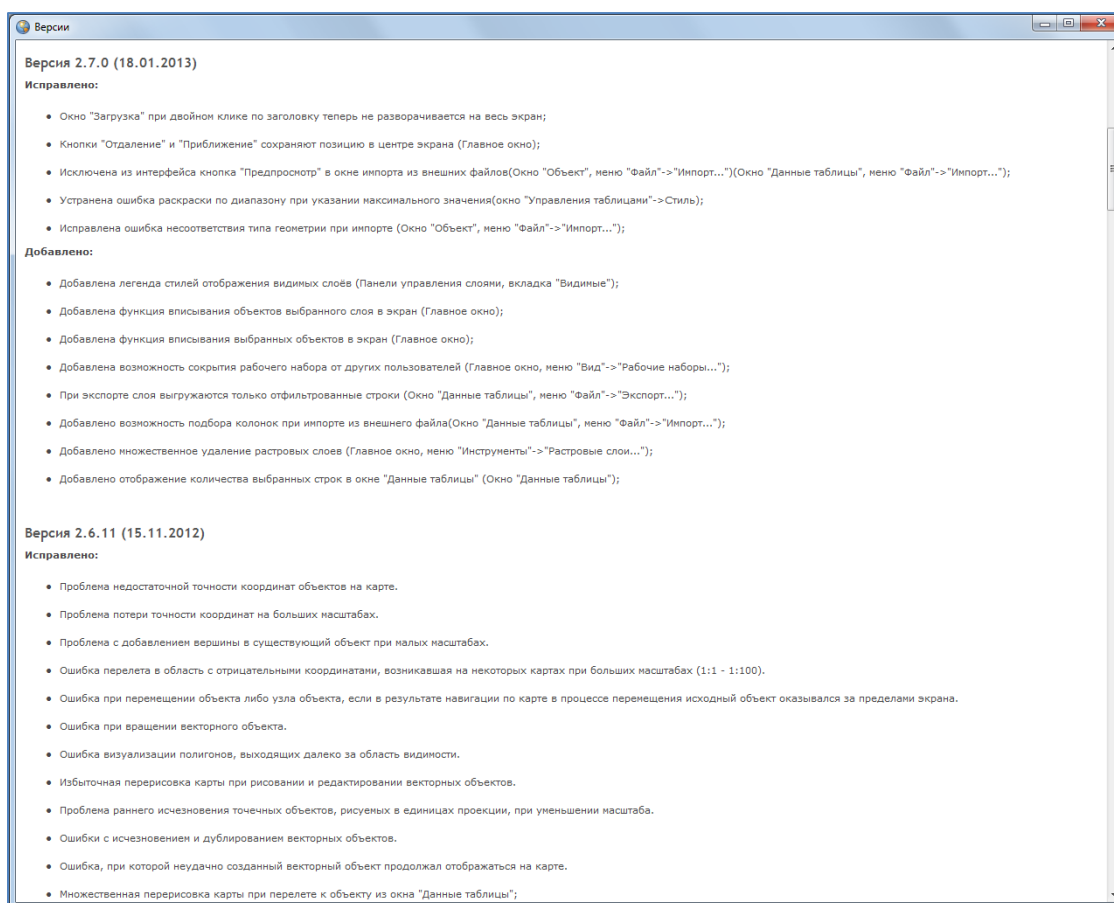 Версии
Версия 2.7.0 (18.01.2013)
Исправлено:
• Окно "Загрузка" при двойном клике по заголовку теперь не разворачивается на весь экран;
• Кнопки "Отдаление" и "Приближение" сохраняют позицию в центре экрана (Главное окно);
• Исключена из интерфейса кнопка "Предпросмотр" в окне импорта из внешних файлов(Окно "Объект", меню "Файл"->"Импорт...")(Окно "Данные таблицы", меню "Файл"->"Импорт...");
• Устранена ошибка раскраски по диапазону при указании максимального значения(окно "Управления таблицами"->Стиль);
• Исправлена ошибка несоответствия типа геометрии при импорте (Окно "Объект", меню "Файл"->"Импорт...");
Добавлено:
• Добавлена легенда стилей отображения видимых слоёв (Панели управления слоями, вкладка "Видимые");
• Добавлена функция вписывания объектов выбранного слоя в экран (Главное окно);
• Добавлена функция вписывания выбранных объектов в экран (Главное окно);
• Добавлена возможность сокрытия рабочего набора от других пользователей (Главное окно, меню "Вид"->"Рабочие наборы...");
• При экспорте слоя выгружаются только отфильтрованные строки (Окно "Данные таблицы", меню "Файл"->"Экспорт...");
• Добавлено возможность подбора колонок при импорте из внешнего файла(Окно "Данные таблицы", меню "Файл"->"Импорт...");
• Добавлено множественное удаление растровых слоев (Главное окно, меню "Инструменты"->"Растровые слои...");
• Добавлено отображение количества выбранных строк в окне "Данные таблицы" (Окно "Данные таблицы");
Версия 2.6.11 (15.11.2012)
Исправлено:
• Проблема недостаточной точности координат объектов на карте.
• Проблема потери точности координат на больших масштабах.
• Проблема с добавлением вершины в существующий объект при малых масштабах.
• Ошибка перелета в область с отрицательными координатами, возникавшая на некоторых картах при больших масштабах (1:1 - 1:100).
• Ошибка при перемещении объекта либо узла объекта, если в результате навигации по карте в процессе перемещения исходный объект оказывался за пределами экрана.
• Ошибка при вращении векторного объекта.
• Ошибка визуализации полигонов, выходящих далеко за область видимости.
• Избыточная перерисовка карты при рисовании и редактировании векторных объектов.
• Проблема раннего исчезновения точечных объектов, рисуемых в единицах проекции, при уменьшении масштаба.
• Ошибки с исчезновением и дублированием векторных объектов.
• Ошибка, при которой неудачно созданный векторный объект продолжал отображаться на карте.
• Множественная перерисовка карты при перелете к объекту из окна "Данные таблицы";